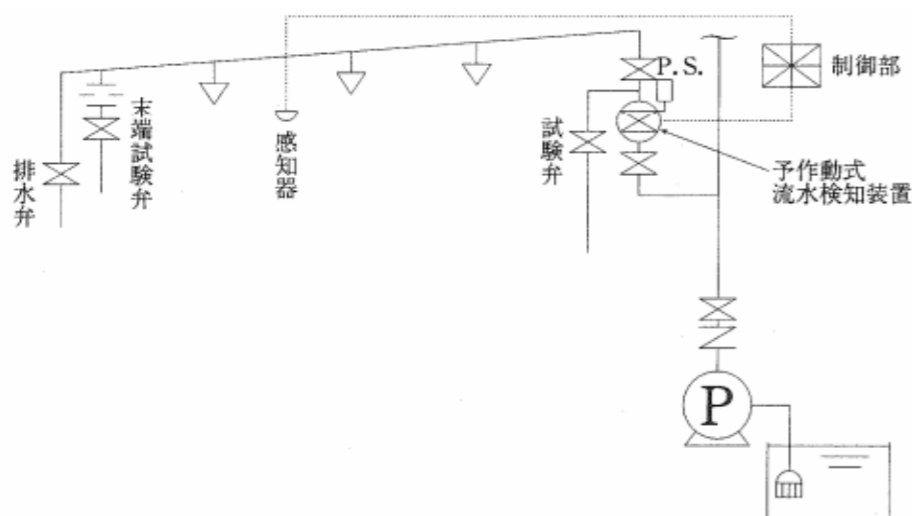 P.S.
制御部
末端試験弁
排水弁
感知器
試験弁
予作動式
流水検知装置
P